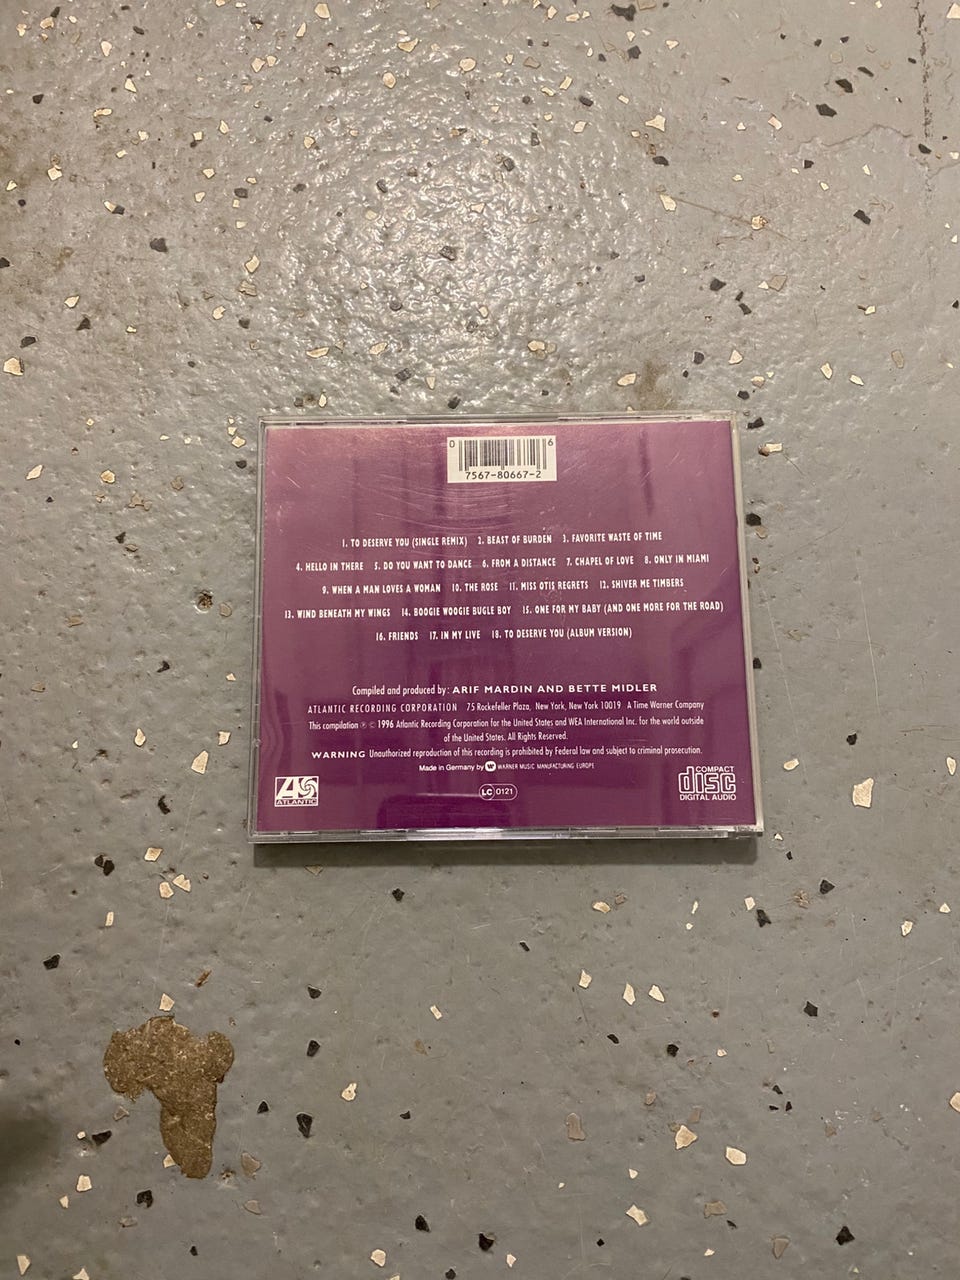 0 6
7567-80667-2
1. TO DESERVE YOU (SINGLE REMIX) 2. BEAST OF BURDEN 3. FAVORITE WASTE OF TIME
4. HELLO IN THERE 5. DO YOU WANT TO DANCE 6. FROM A DISTANCE 7. CHAPEL OF LOVE 8. ONLY IN MIAMI
9. WHEN A MAN LOVES A WOMAN 10. THE ROSE 11. MISS OTIS REGRETS 12. SHIVER ME TIMBERS
13. WIND BENEATH MY WINGS 14. BOOGIE WOOGIE BUGLE BOY 15. ONE FOR MY BABY (AND ONE MORE FOR THE ROAD)
16. FRIENDS 17. IN MY LIVE 18. TO DESERVE YOU (ALBUM VERSION)
Compiled and produced by: ARIF MARDIN AND BETTE MIDLER
ATLANTIC RECORDING CORPORATION 75 Rockefeller Plaza, New York, New York 10019 A Time Warner Company
This compilation ℗ © 1996 Atlantic Recording Corporation for the United States and WEA International Inc. for the world outside
of the United States. All Rights Reserved.
WARNING Unauthorized reproduction of this recording is prohibited by Federal law and subject to criminal prosecution.
Made in Germany by WARNER MUSIC MANUFACTURING EUROPE
ATLANTIC
LC 0121
COMPACT
disc
DIGITAL AUDIO